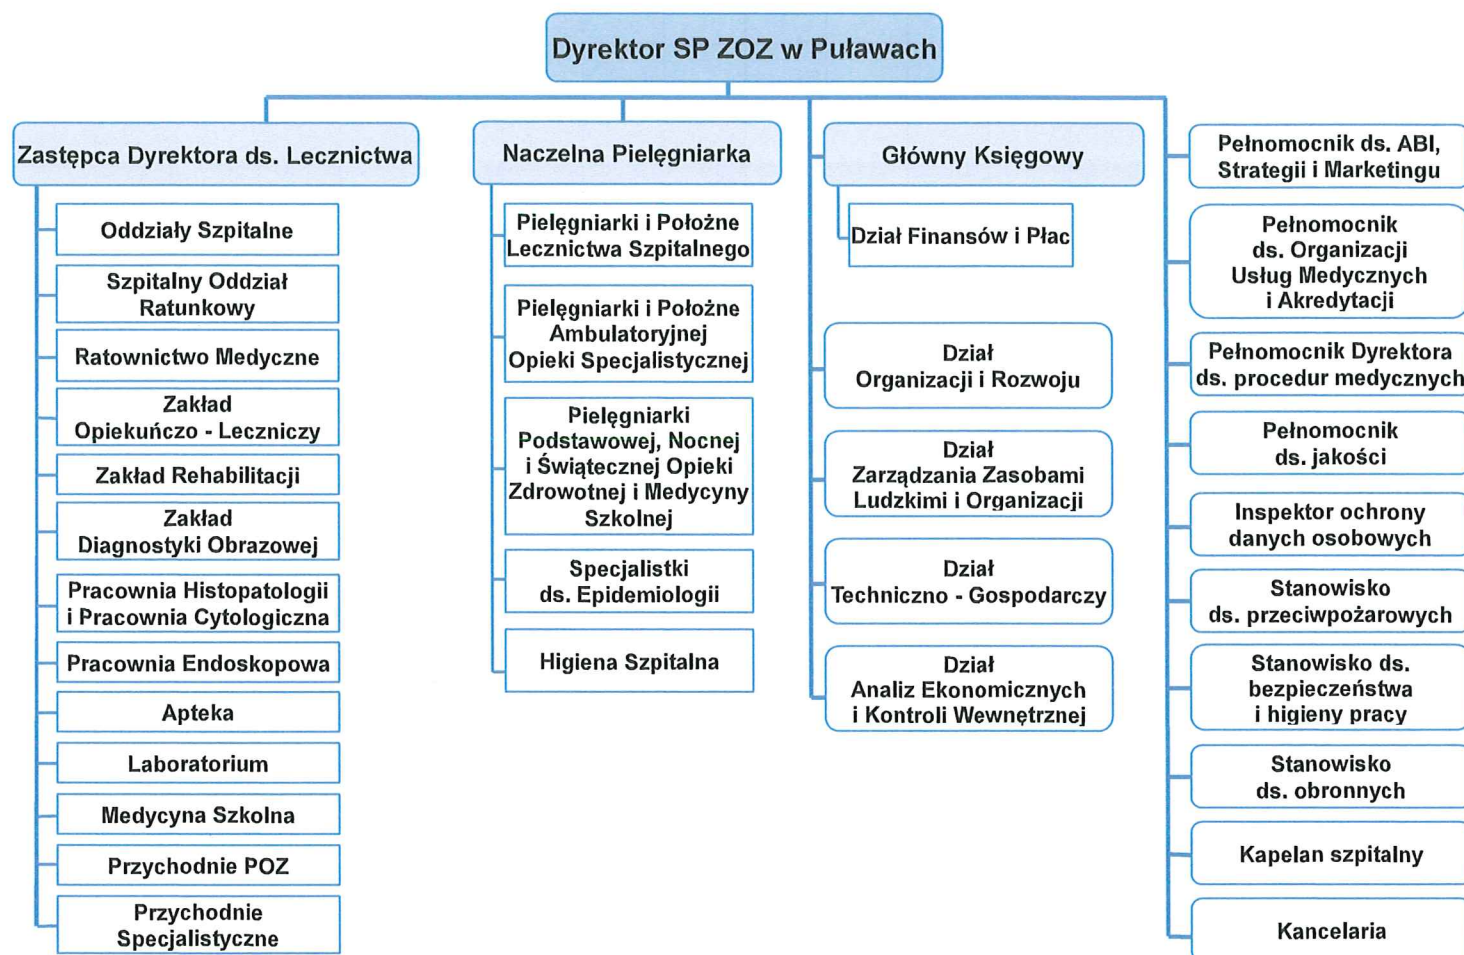 Dyrektor SP ZOZ w Puławach
Zastępca Dyrektora ds. Lecznictwa
Oddziały Szpitalne
Szpitalny Oddział
Ratunkowy
Ratownictwo Medyczne
Zakład
Opiekuńczo - Leczniczy
Zakład Rehabilitacji
Zakład
Diagnostyki Obrazowej
Pracownia Histopatologii
i Pracownia Cytologiczna
Pracownia Endoskopowa
Apteka
Laboratorium
Medycyna Szkolna
Przychodnie POZ
Przychodnie
Specjalistyczne
Naczelna Pielęgniarka
Pielęgniarki i Położne
Lecznictwa Szpitalnego
Pielęgniarki i Położne
Ambulatoryjnej
Opieki Specjalistycznej
Pielęgniarki
Podstawowej, Nocnej
i Świątecznej Opieki
Zdrowotnej i Medycyny
Szkolnej
Specjalistki
ds. Epidemiologii
Higiena Szpitalna
Główny Księgowy
Dział Finansów i Płac
Dział
Organizacji i Rozwoju
Dział
Zarządzania Zasobami
Ludzkimi i Organizacji
Dział
Techniczno - Gospodarczy
Dział
Analiz Ekonomicznych
i Kontroli Wewnętrznej
Pełnomocnik ds. ABI,
Strategii i Marketingu
Pełnomocnik
ds. Organizacji
Usług Medycznych
i Akredytacji
Pełnomocnik Dyrektora
ds. procedur medycznych
Pełnomocnik
ds. jakości
Inspektor ochrony
danych osobowych
Stanowisko
ds. przeciwpożarowych
Stanowisko ds.
bezpieczeństwa
i higieny pracy
Stanowisko
ds. obronnych
Kapelan szpitalny
Kancelaria